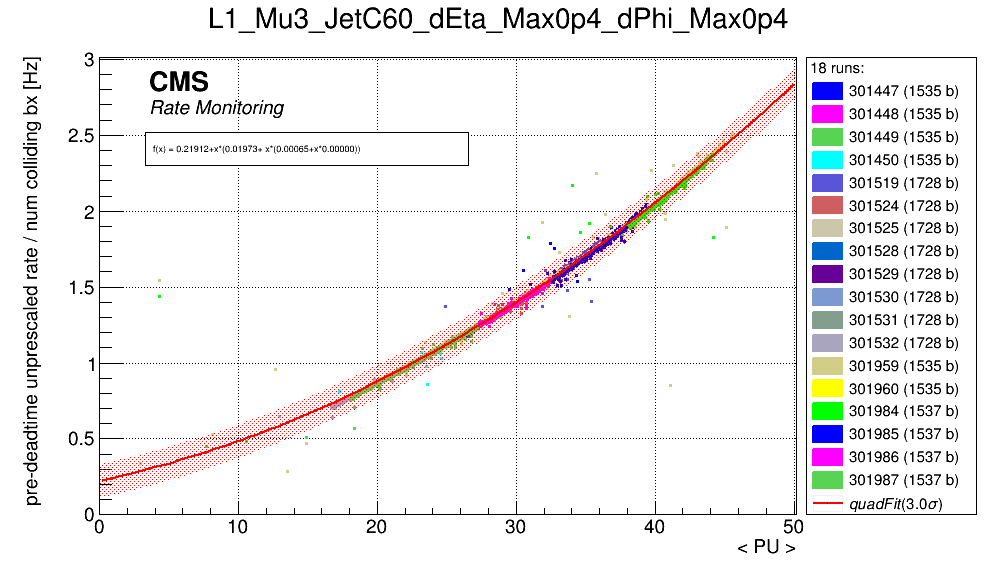 L1_Mu3_JetC60_dEta_Max0p4_dPhi_Max0p4
pre-deadtime unprescaled rate / num colliding bx [Hz]
3
2.5
2
1.5
1
0.5
0
CMS
Rate Monitoring
f(x) = 0.21912+x*(0.01973+ x*(0.00065+x*0.00000))
0 10 20 30 40 50
< PU >
18 runs:
301447 (1535 b)
301448 (1535 b)
301449 (1535 b)
301450 (1535 b)
301519 (1728 b)
301524 (1728 b)
301525 (1728 b)
301528 (1728 b)
301529 (1728 b)
301530 (1728 b)
301531 (1728 b)
301532 (1728 b)
301959 (1535 b)
301960 (1535 b)
301984 (1537 b)
301985 (1537 b)
301986 (1537 b)
301987 (1537 b)
quadFit(3.0σ)